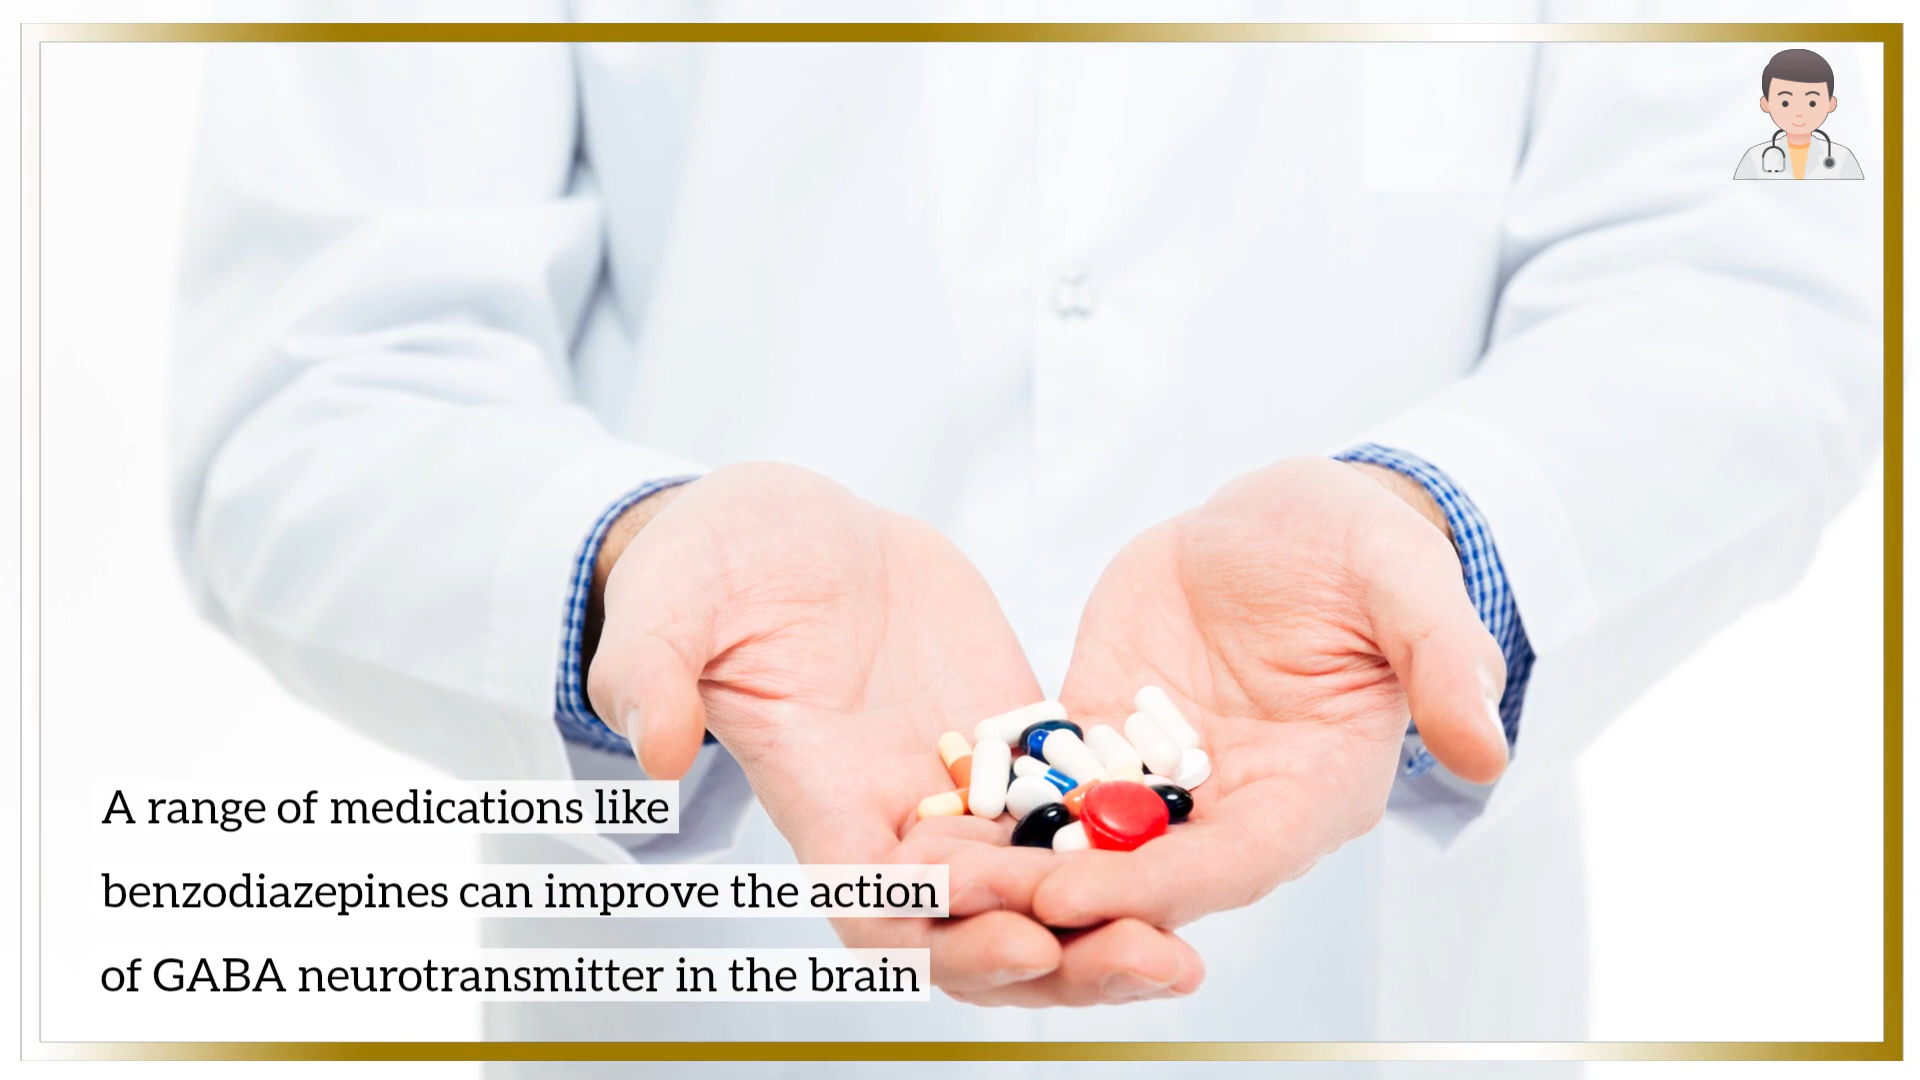 A range of medications like
benzodiazepines can improve the action
of GABA neurotransmitter in the brain